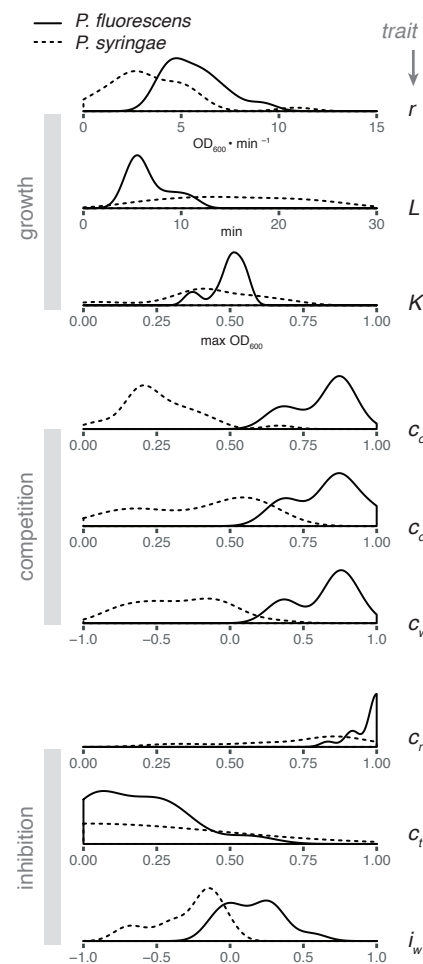 P. fluorescens
P. syringae
trait
r
0 5 10 15
OD600 • min −1
growth
L
0 10 20 30
min
K
0.00 0.25 0.50 0.75 1.00
max OD600
competition
0.00 0.25 0.50 0.75 1.00
0.00 0.25 0.50 0.75 1.00
−1.0 −0.5 0.0 0.5 1.0
inhibition
0.00 0.25 0.50 0.75 1.00
0.00 0.25 0.50 0.75 1.00
iw
−1.0 −0.5 0.0 0.5 1.0